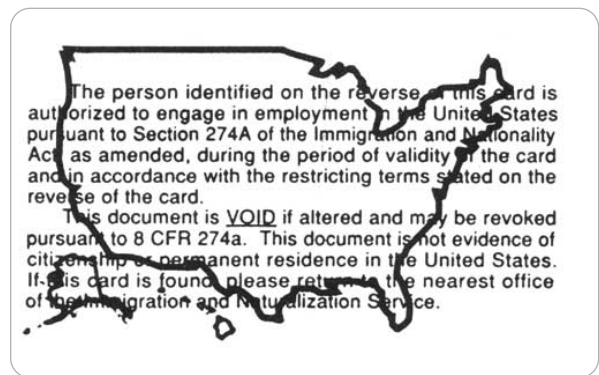 The person identified on the reverse of this card is
authorized to engage in employment in the United States
pursuant to Section 274A of the Immigration and Nationality
Act, as amended, during the period of validity of the card
and in accordance with the restricting terms stated on the
reverse of the card.
This document is VOID if altered and may be revoked
pursuant to 8 CFR 274a. This document is not evidence of
citizenship or permanent residence in the United States.
If this card is found, please return to the nearest office
of the Immigration and Naturalization Service.